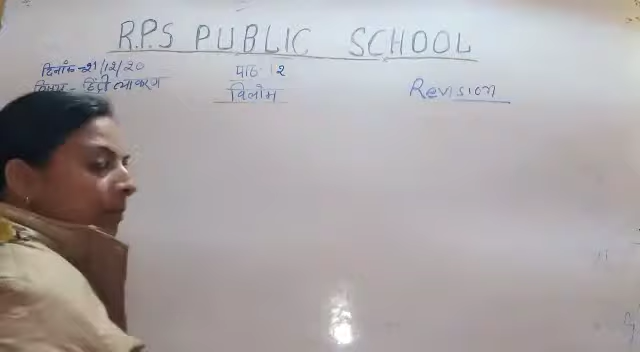 R.P.S PUBLIC SCHOOL
दिनांक-21/12/20
पाठ-12
विषय - हिंदी व्याकरण
विलोम
Revision